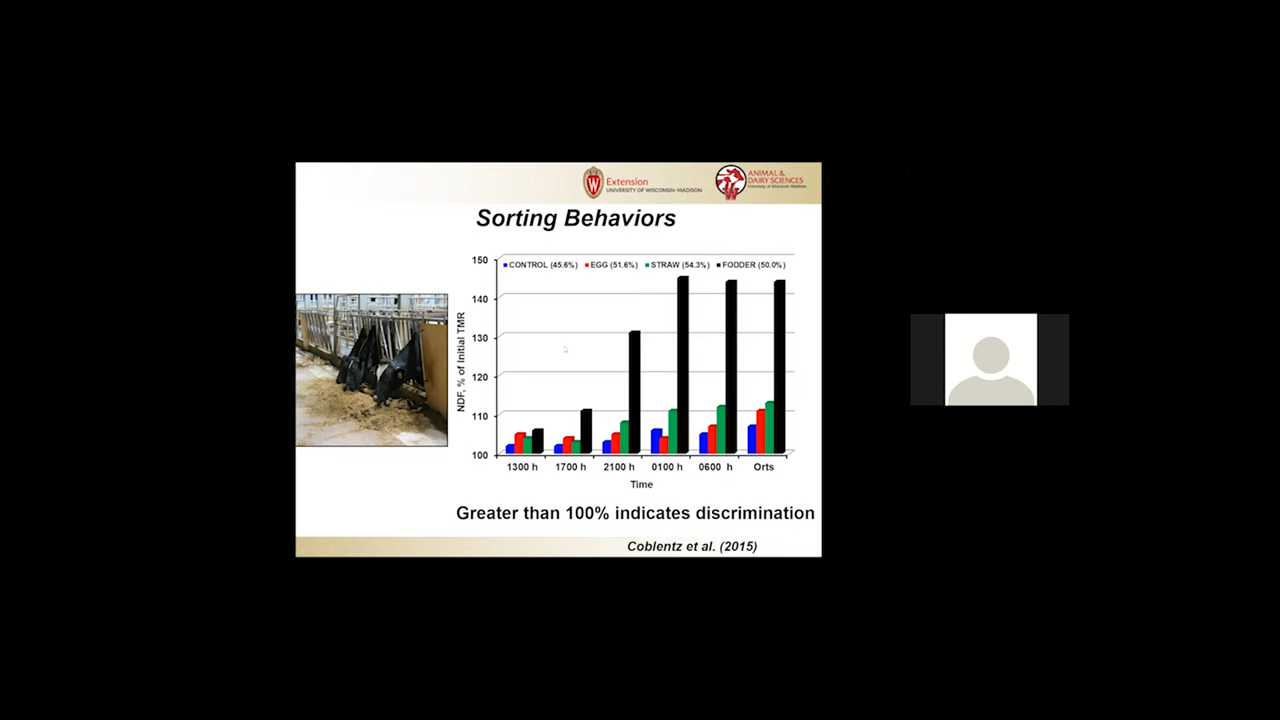 Extension
UNIVERSITY OF WISCONSIN-MADISON
ANIMAL &
DAIRY SCIENCES
University of Wisconsin-Madison
Sorting Behaviors
CONTROL (45.6%) EGG (51.6%) STRAW (54.3%) FODDER (50.0%)
NDF, % of Initial TMR
150
140
130
120
110
100
1300 h 1700 h 2100 h 0100 h 0600 h Orts
Time
Greater than 100% indicates discrimination
Coblentz et al. (2015)